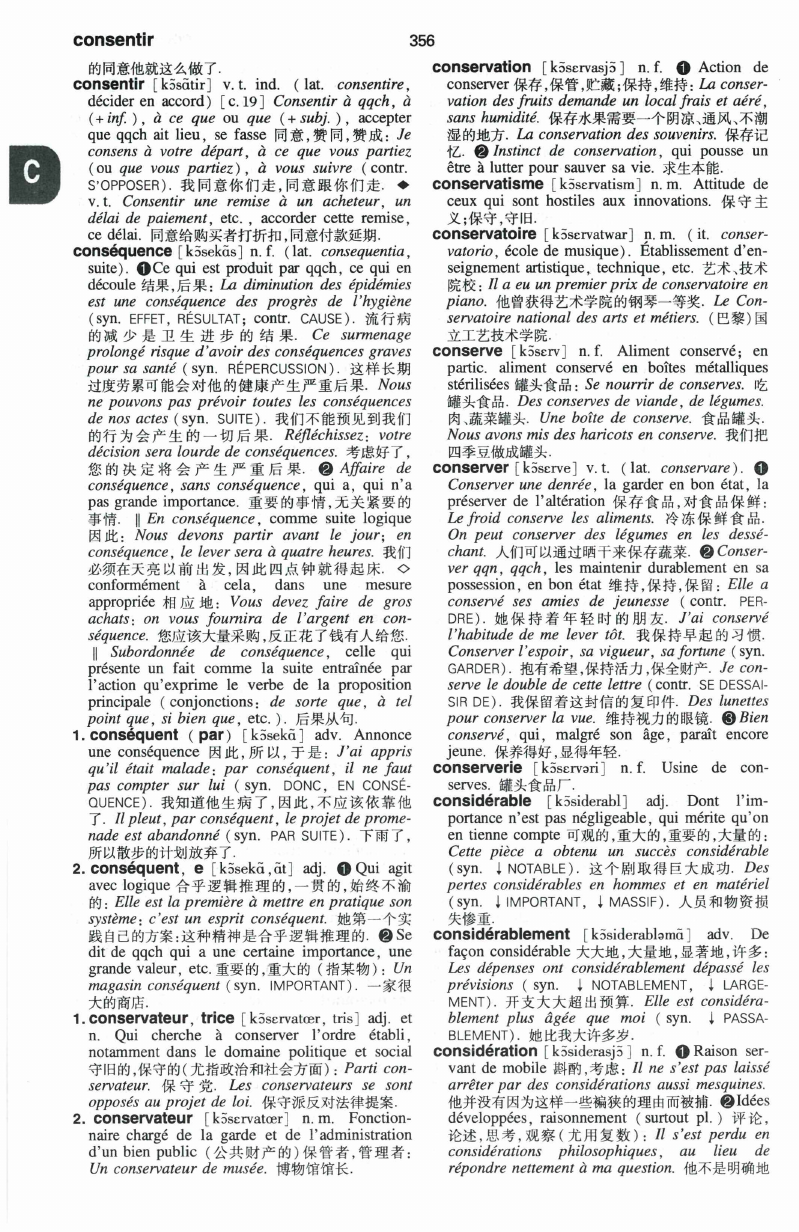 consentir
356
的同意他就这么做了.
consentir [kɔ̃sɑ̃tir] v. t. ind. (lat. consentire,
décider en accord) [c. 19] Consentir à qqch, à
(+ inf.), à ce que ou que (+ subj.), accepter
que qqch ait lieu, se fasse 同意,赞同,赞成: Je
consens à votre départ, à ce que vous partiez
(ou que vous partiez), à vous suivre (contr.
S'OPPOSER). 我同意你们走,同意跟你们走. ◆
v. t. Consentir une remise à un acheteur, un
délai de paiement, etc., accorder cette remise,
ce délai. 同意给购买者打折扣,同意付款延期.
conséquence [kɔ̃sekɑ̃s] n. f. (lat. consequentia,
suite). ❶Ce qui est produit par qqch, ce qui en
découle 结果,后果: La diminution des épidémies
est une conséquence des progrès de l'hygiène
(syn. EFFET, RÉSULTAT; contr. CAUSE). 流行病
的减少是卫生进步的结果. Ce surmenage
prolongé risque d'avoir des conséquences graves
pour sa santé (syn. RÉPERCUSSION). 这样长期
过度劳累可能会对他的健康产生严重后果. Nous
ne pouvons pas prévoir toutes les conséquences
de nos actes (syn. SUITE). 我们不能预见到我们
的行为会产生的一切后果. Réfléchissez: votre
décision sera lourde de conséquences. 考虑好了,
您的决定将会产生严重后果. ❷ Affaire de
conséquence, sans conséquence, qui a, qui n'a
pas grande importance. 重要的事情,无关紧要的
事情. ‖ En conséquence, comme suite logique
因此: Nous devons partir avant le jour; en
conséquence, le lever sera à quatre heures. 我们
必须在天亮以前出发,因此四点钟就得起床. ◇
conformément à cela, dans une mesure
appropriée 相应地: Vous devez faire de gros
achats: on vous fournira de l'argent en con-
séquence. 您应该大量采购,反正花了钱有人给您.
‖ Subordonnée de conséquence, celle qui
présente un fait comme la suite entraînée par
l'action qu'exprime le verbe de la proposition
principale (conjonctions: de sorte que, à tel
point que, si bien que, etc.). 后果从句.
1. conséquent (par) [kɔ̃sekɑ̃] adv. Annonce
une conséquence 因此,所以,于是: J'ai appris
qu'il était malade: par conséquent, il ne faut
pas compter sur lui (syn. DONC, EN CONSÉ-
QUENCE). 我知道他生病了,因此,不应该依靠他
了. Il pleut, par conséquent, le projet de prome-
nade est abandonné (syn. PAR SUITE). 下雨了,
所以散步的计划放弃了.
2. conséquent, e [kɔ̃sekɑ̃,ɑ̃t] adj. ❶ Qui agit
avec logique 合乎逻辑推理的,一贯的,始终不渝
的: Elle est la première à mettre en pratique son
système: c'est un esprit conséquent. 她第一个实
践自己的方案:这种精神是合乎逻辑推理的. ❷ Se
dit de qqch qui a une certaine importance, une
grande valeur, etc. 重要的,重大的 (指某物): Un
magasin conséquent (syn. IMPORTANT). 一家很
大的商店.
1. conservateur, trice [kɔ̃sɛrvatœr, tris] adj. et
n. Qui cherche à conserver l'ordre établi,
notamment dans le domaine politique et social
守旧的,保守的(尤指政治和社会方面): Parti con-
servateur. 保守党. Les conservateurs se sont
opposés au projet de loi. 保守派反对法律提案.
2. conservateur [kɔ̃sɛrvatœr] n. m. Fonction-
naire chargé de la garde et de l'administration
d'un bien public (公共财产的)保管者,管理者:
Un conservateur de musée. 博物馆馆长.
C
conservation [kɔ̃sɛrvasjɔ̃] n. f. ❶ Action de
conserver 保存,保管,贮藏;保持,维持: La conser-
vation des fruits demande un local frais et aéré,
sans humidité. 保存水果需要一个阴凉、通风、不潮
湿的地方. La conservation des souvenirs. 保存记
忆. ❷ Instinct de conservation, qui pousse un
être à lutter pour sauver sa vie. 求生本能.
conservatisme [kɔ̃sɛrvatism] n. m. Attitude de
ceux qui sont hostiles aux innovations. 保守主
义;保守,守旧.
conservatoire [kɔ̃sɛrvatwar] n. m. (it. conser-
vatorio, école de musique). Établissement d'en-
seignement artistique, technique, etc. 艺术、技术
院校: Il a eu un premier prix de conservatoire en
piano. 他曾获得艺术学院的钢琴一等奖. Le Con-
servatoire national des arts et métiers. (巴黎)国
立工艺技术学院.
conserve [kɔ̃sɛrv] n. f. Aliment conservé; en
partic. aliment conservé en boîtes métalliques
stérilisées 罐头食品: Se nourrir de conserves. 吃
罐头食品. Des conserves de viande, de légumes.
肉、蔬菜罐头. Une boîte de conserve. 食品罐头.
Nous avons mis des haricots en conserve. 我们把
四季豆做成罐头.
conserver [kɔ̃sɛrve] v. t. (lat. conservare). ❶
Conserver une denrée, la garder en bon état, la
préserver de l'altération 保存食品,对食品保鲜:
Le froid conserve les aliments. 冷冻保鲜食品.
On peut conserver des légumes en les dessé-
chant. 人们可以通过晒干来保存蔬菜. ❷ Conser-
ver qqn, qqch, les maintenir durablement en sa
possession, en bon état 维持,保持,保留: Elle a
conservé ses amies de jeunesse (contr. PER-
DRE). 她保持着年轻时的朋友. J'ai conservé
l'habitude de me lever tôt. 我保持早起的习惯.
Conserver l'espoir, sa vigueur, sa fortune (syn.
GARDER). 抱有希望,保持活力,保全财产. Je con-
serve le double de cette lettre (contr. SE DESSAI-
SIR DE). 我保留着这封信的复印件. Des lunettes
pour conserver la vue. 维持视力的眼镜. ❸ Bien
conservé, qui, malgré son âge, paraît encore
jeune. 保养得好,显得年轻.
conserverie [kɔ̃sɛrvəri] n. f. Usine de con-
serves. 罐头食品厂.
considérable [kɔ̃siderabl] adj. Dont l'im-
portance n'est pas négligeable, qui mérite qu'on
en tienne compte 可观的,重大的,重要的,大量的:
Cette pièce a obtenu un succès considérable
(syn. ↓ NOTABLE). 这个剧取得巨大成功. Des
pertes considérables en hommes et en matériel
(syn. ↓ IMPORTANT, ↓ MASSIF). 人员和物资损
失惨重.
considérablement [kɔ̃siderabləmɑ̃] adv. De
façon considérable 大大地,大量地,显著地,许多:
Les dépenses ont considérablement dépassé les
prévisions (syn. ↓ NOTABLEMENT, ↓ LARGE-
MENT). 开支大大超出预算. Elle est considéra-
blement plus âgée que moi (syn. ↓ PASSA-
BLEMENT). 她比我大许多岁.
considération [kɔ̃siderasjɔ̃] n. f. ❶ Raison ser-
vant de mobile 斟酌,考虑: Il ne s'est pas laissé
arrêter par des considérations aussi mesquines.
他并没有因为这样一些褊狭的理由而被捕. ❷Idées
développées, raisonnement (surtout pl.) 评论,
论述,思考,观察(尤用复数): Il s'est perdu en
considérations philosophiques, au lieu de
répondre nettement à ma question. 他不是明确地